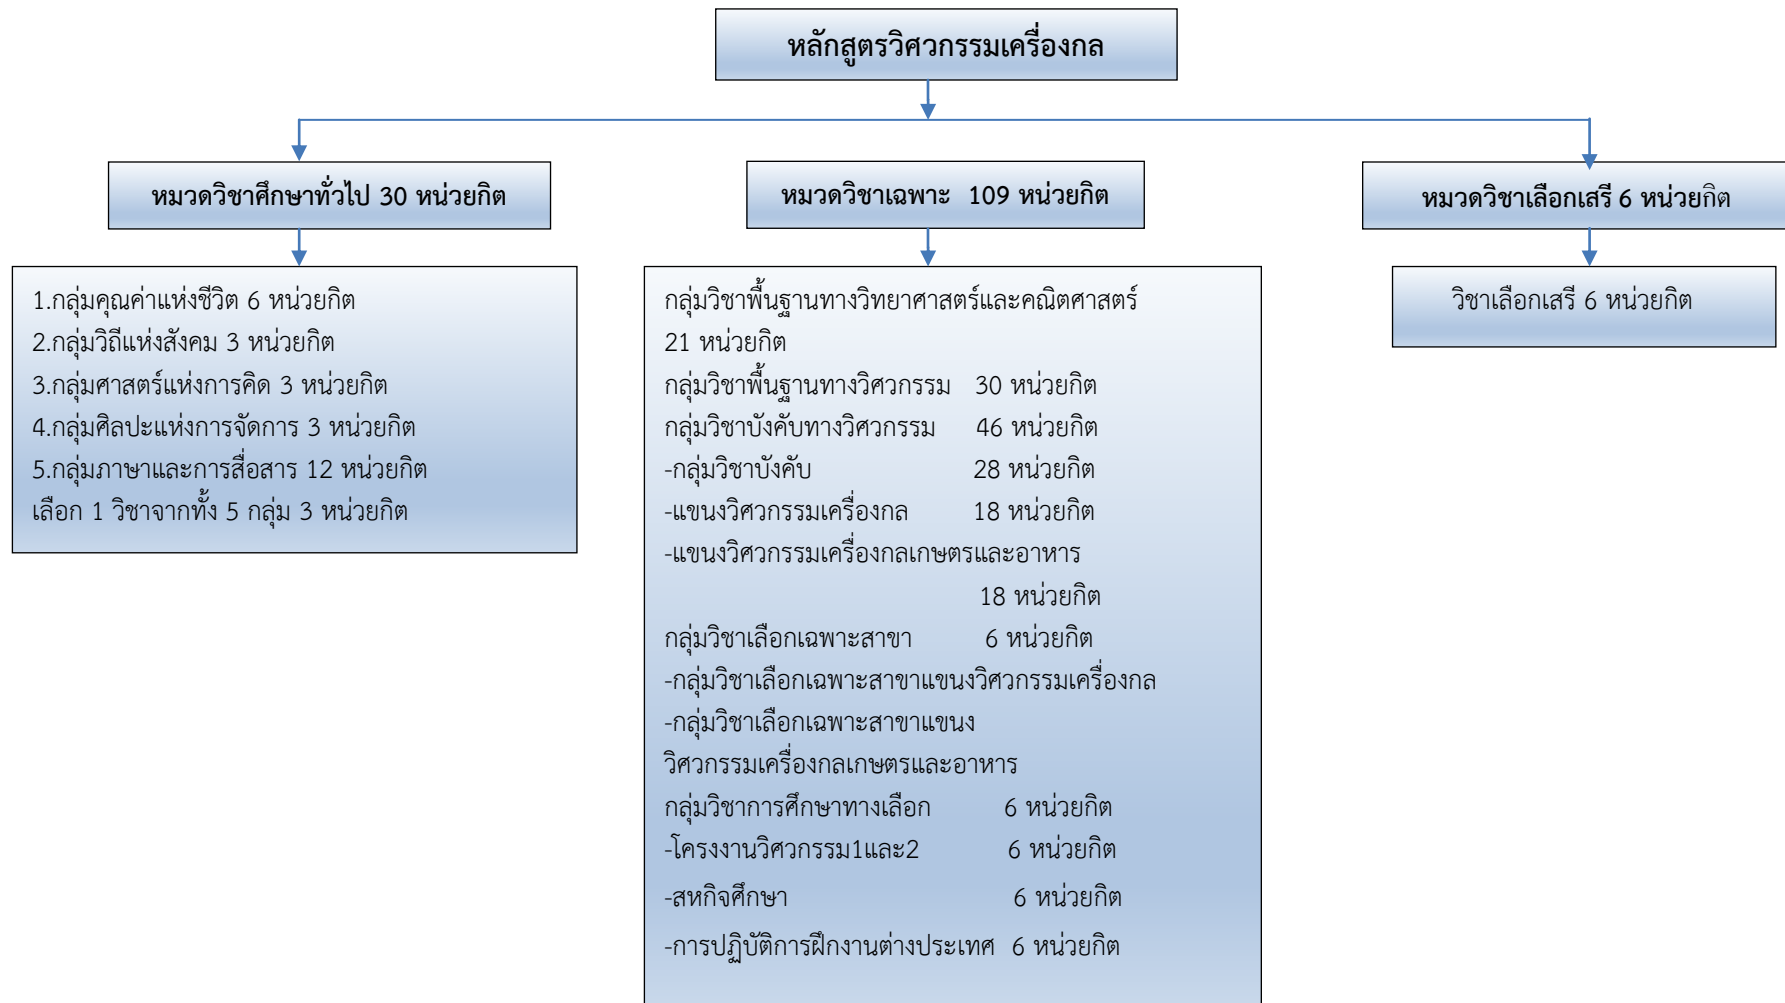 หลักสูตรวิศวกรรมเครื่องกล
หมวดวิชาศึกษาทั่วไป 30 หน่วยกิต
1.กลุ่มคุณค่าแห่งชีวิต 6 หน่วยกิต
2.กลุ่มวิถีแห่งสังคม 3 หน่วยกิต
3.กลุ่มศาสตร์แห่งการคิด 3 หน่วยกิต
4.กลุ่มศิลปะแห่งการจัดการ 3 หน่วยกิต
5.กลุ่มภาษาและการสื่อสาร 12 หน่วยกิต
เลือก 1 วิชาจากทั้ง 5 กลุ่ม 3 หน่วยกิต
หมวดวิชาเฉพาะ 109 หน่วยกิต
กลุ่มวิชาพื้นฐานทางวิทยาศาสตร์และคณิตศาสตร์
21 หน่วยกิต
กลุ่มวิชาพื้นฐานทางวิศวกรรม 30 หน่วยกิต
กลุ่มวิชาบังคับทางวิศวกรรม 46 หน่วยกิต
-กลุ่มวิชาบังคับ 28 หน่วยกิต
-แขนงวิศวกรรมเครื่องกล 18 หน่วยกิต
-แขนงวิศวกรรมเครื่องกลเกษตรและอาหาร
18 หน่วยกิต
กลุ่มวิชาเลือกเฉพาะสาขา 6 หน่วยกิต
-กลุ่มวิชาเลือกเฉพาะสาขาแขนงวิศวกรรมเครื่องกล
-กลุ่มวิชาเลือกเฉพาะสาขาแขนง
วิศวกรรมเครื่องกลเกษตรและอาหาร
กลุ่มวิชาการศึกษาทางเลือก 6 หน่วยกิต
-โครงงานวิศวกรรม1และ2 6 หน่วยกิต
-สหกิจศึกษา 6 หน่วยกิต
-การปฏิบัติการฝึกงานต่างประเทศ 6 หน่วยกิต
หมวดวิชาเลือกเสรี 6 หน่วยกิต
วิชาเลือกเสรี 6 หน่วยกิต